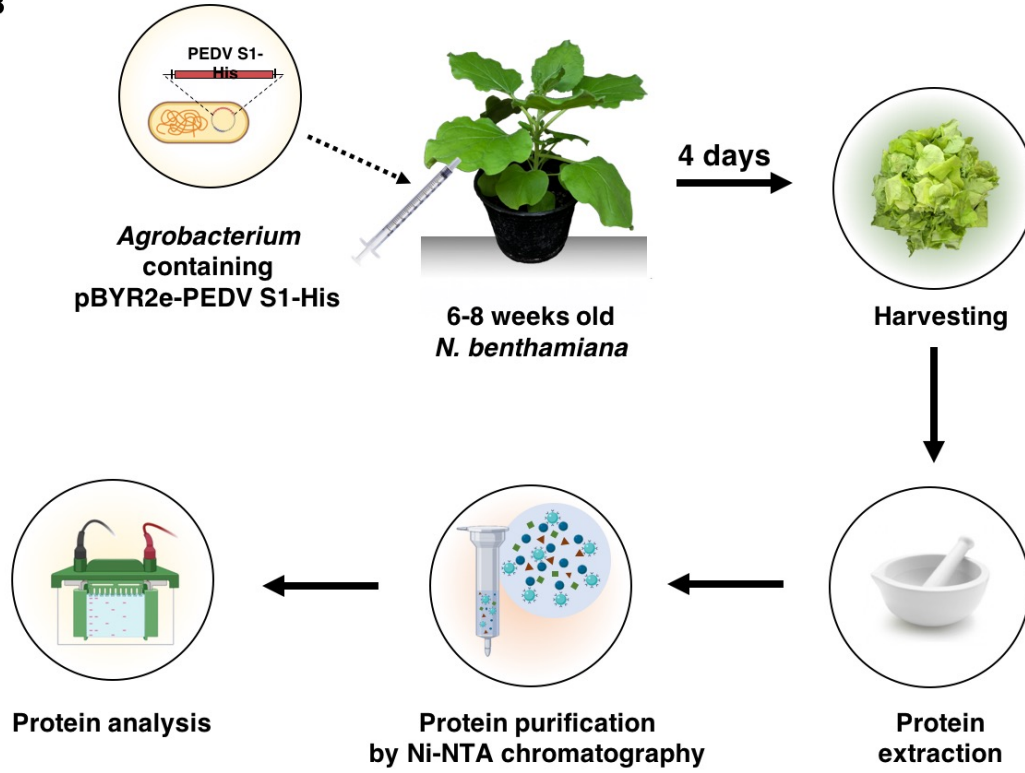 PEDV S1-
His
Agrobacterium
containing
pBYR2e-PEDV S1-His
6-8 weeks old
N. benthamiana
4 days
Harvesting
Protein
extraction
Protein purification
by Ni-NTA chromatography
Protein analysis